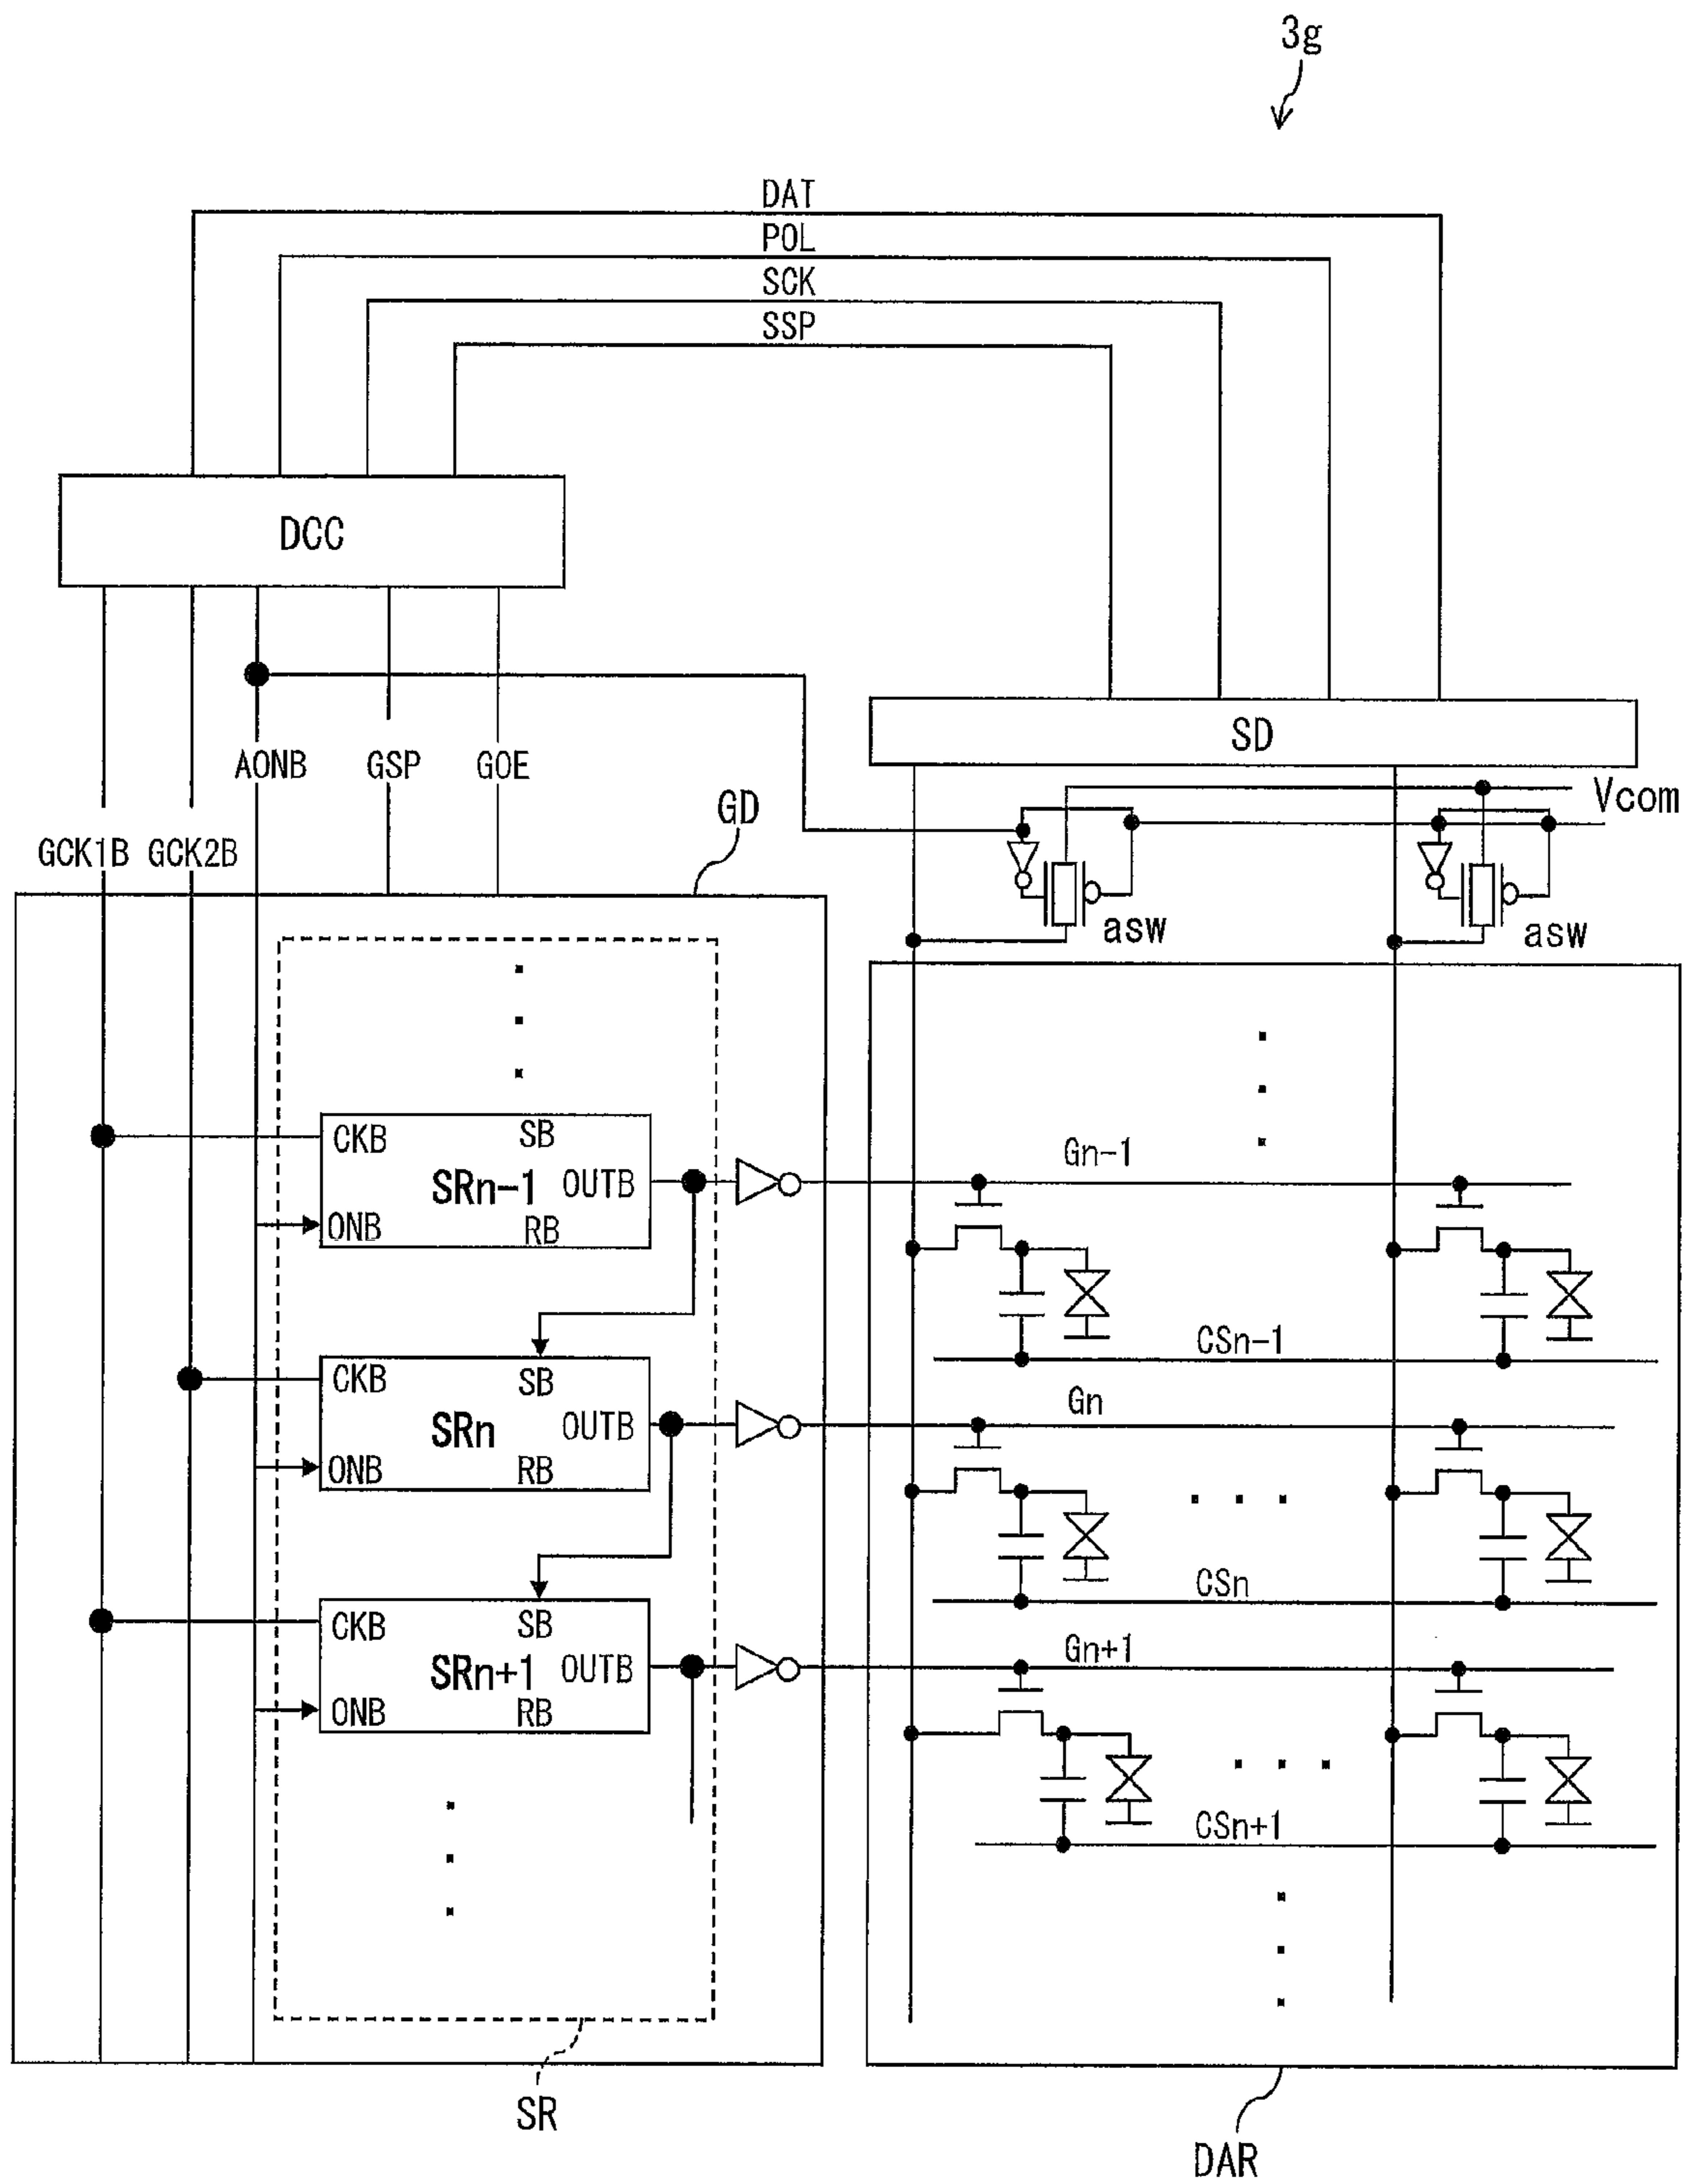 3g
DAT
POL
SCK
SSP
DCC
SD
AONB GSP GOE
Vcom
GD
GCK1B GCK2B
asw asw
CKB SB
Gn-1
SRn-1 OUTB
ONB RB
CSn-1
CKB SB
Gn
SRn OUTB
ONB RB
CSn
CKB SB
Gn+1
SRn+1 OUTB
ONB RB
CSn+1
SR
DAR